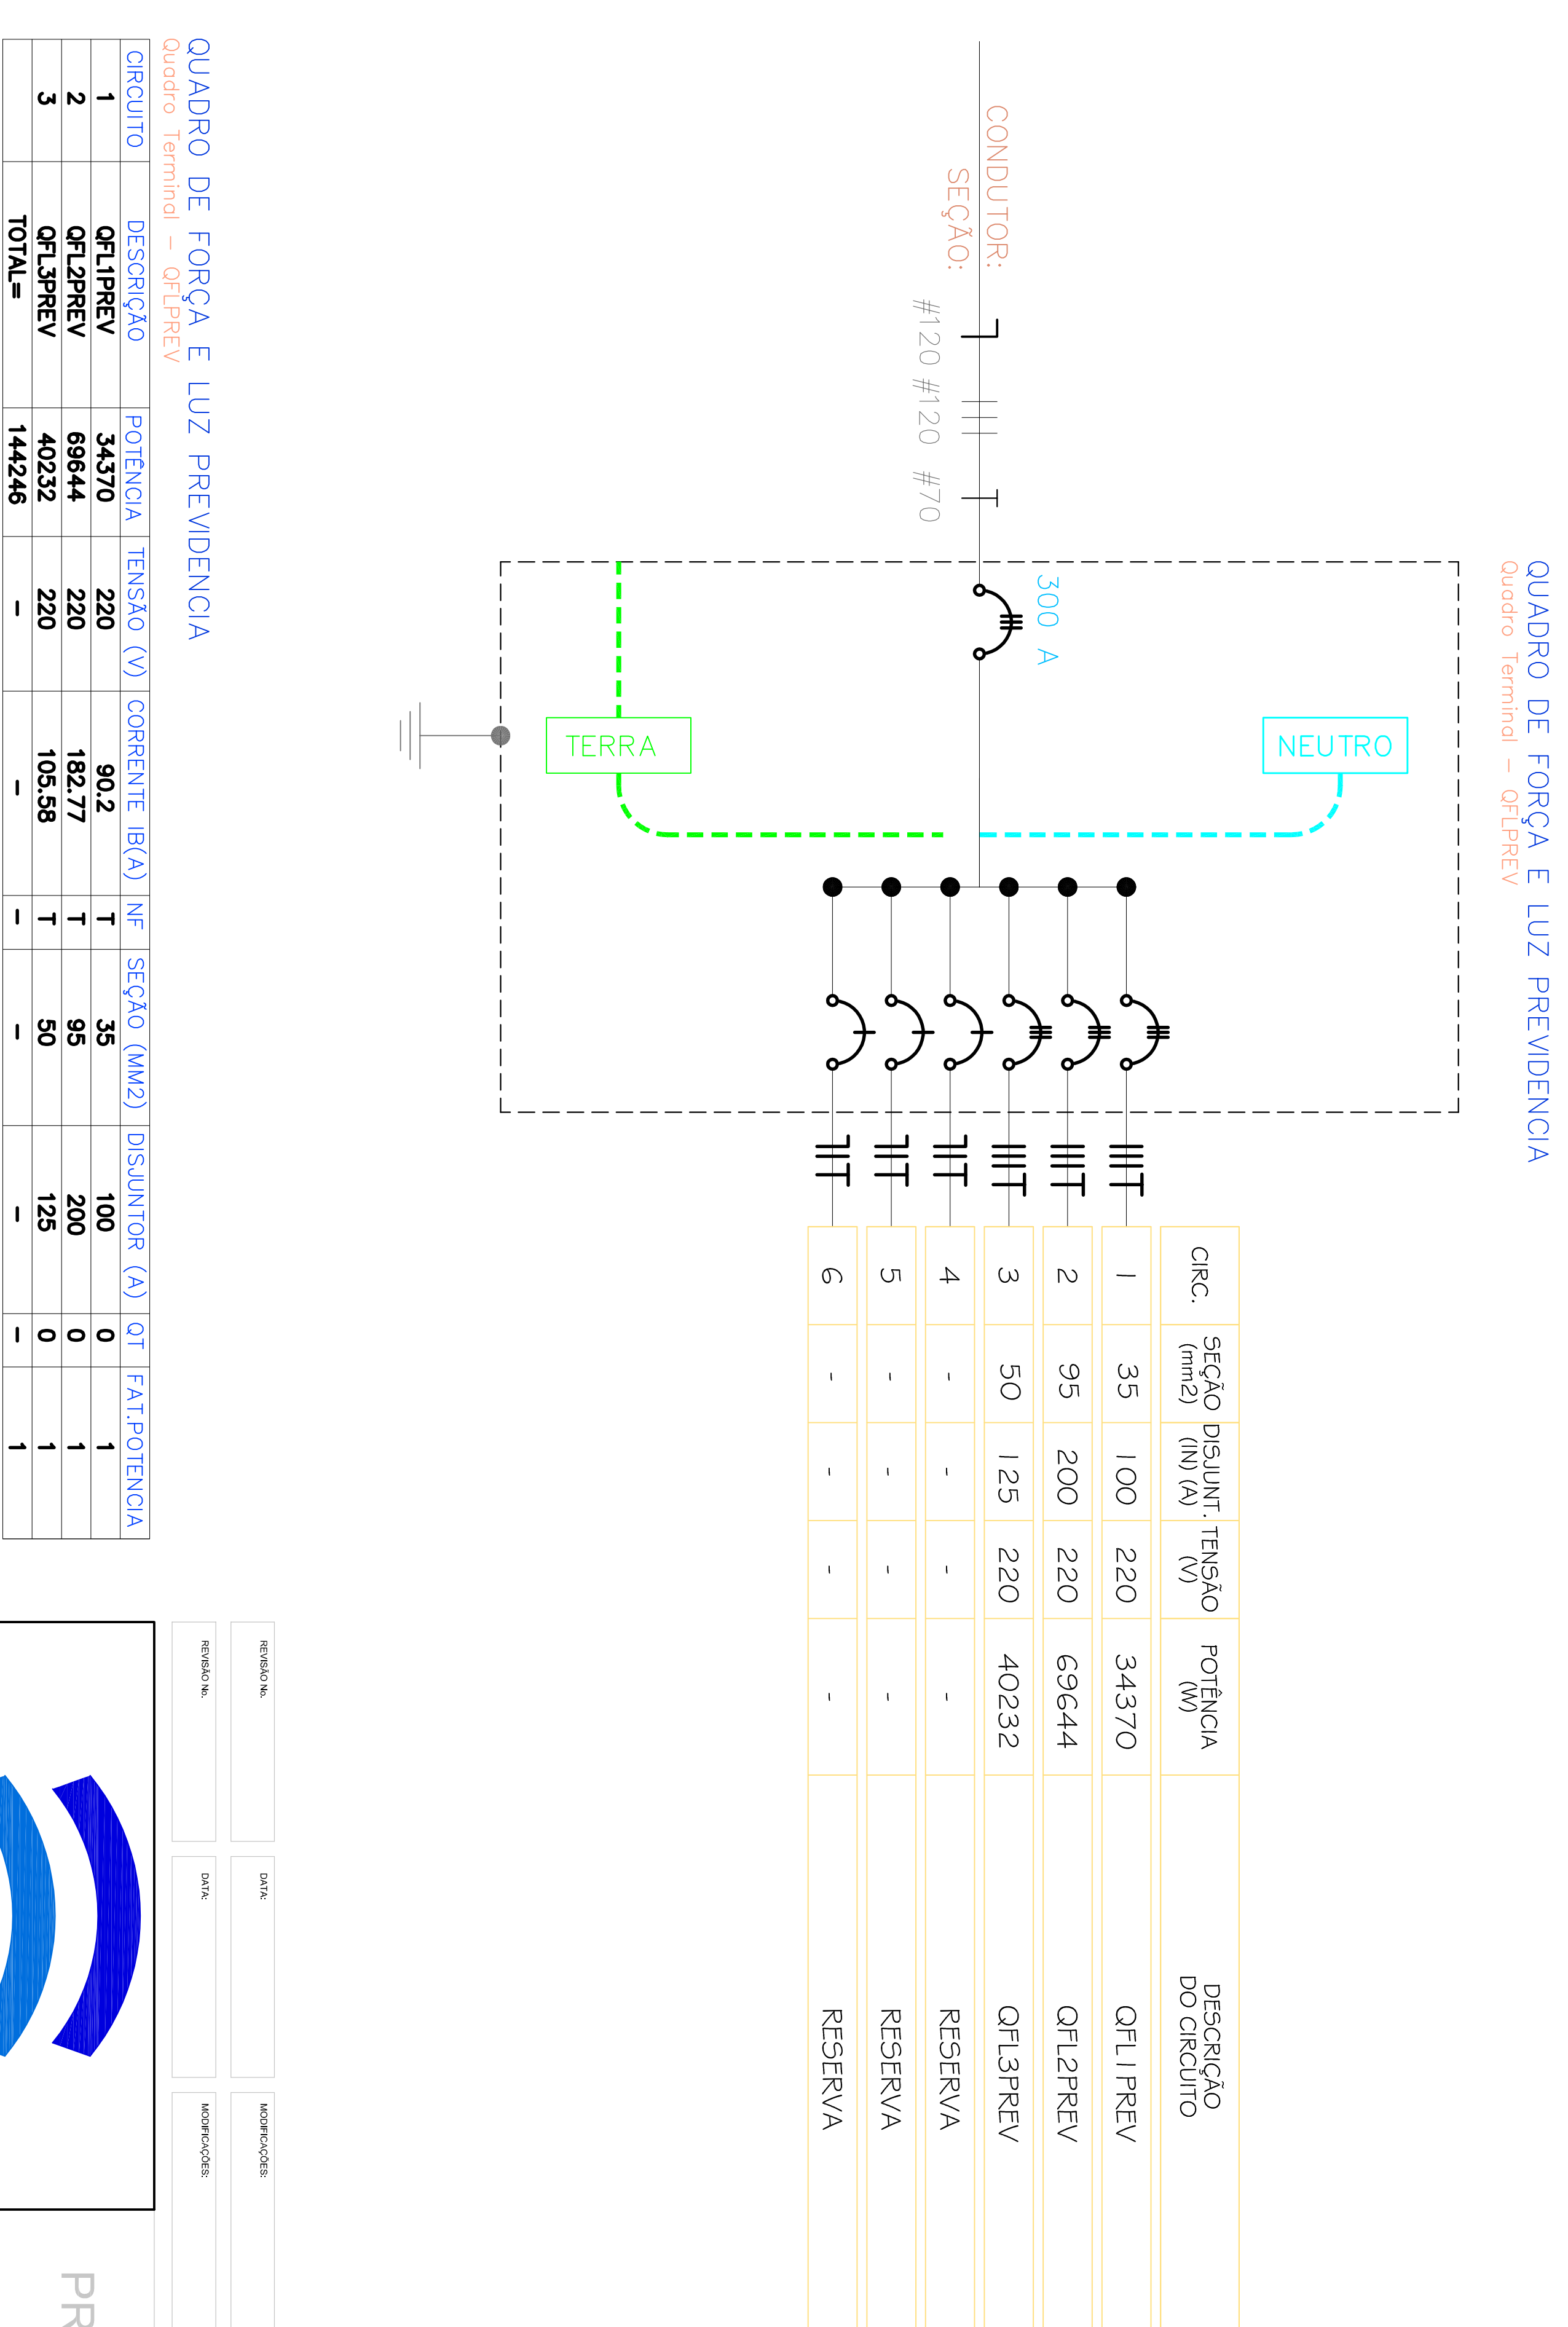 QUADRO DE FORÇA E LUZ PREVIDENCIA
Quadro Terminal - QFLPREV
CIRC. SEÇÃO (mm2) DISJUNT. (IN) (A) TENSÃO (V) POTÊNCIA (W) DESCRIÇÃO DO CIRCUITO
1 35 100 220 34370 QFL1PREV
2 95 200 220 69644 QFL2PREV
3 50 125 220 40232 QFL3PREV
4 - - - - RESERVA
5 - - - - RESERVA
6 - - - - RESERVA
NEUTRO
300 A
CONDUTOR:
SEÇÃO:
#120 #120 #70
TERRA
QUADRO DE FORÇA E LUZ PREVIDENCIA
Quadro Terminal - QFLPREV
CIRCUITO DESCRIÇÃO POTÊNCIA TENSÃO (V) CORRENTE IB(A) NF SEÇÃO (MM2) DISJUNTOR (A) QT FAT.POTENCIA
1 QFL1PREV 34370 220 90.2 T 35 100 0 1
2 QFL2PREV 69644 220 182.77 T 95 200 0 1
3 QFL3PREV 40232 220 105.58 T 50 125 0 1
TOTAL= 144246 - - - - - - 1
REVISÃO No. DATA: MODIFICAÇÕES:
REVISÃO No. DATA: MODIFICAÇÕES: